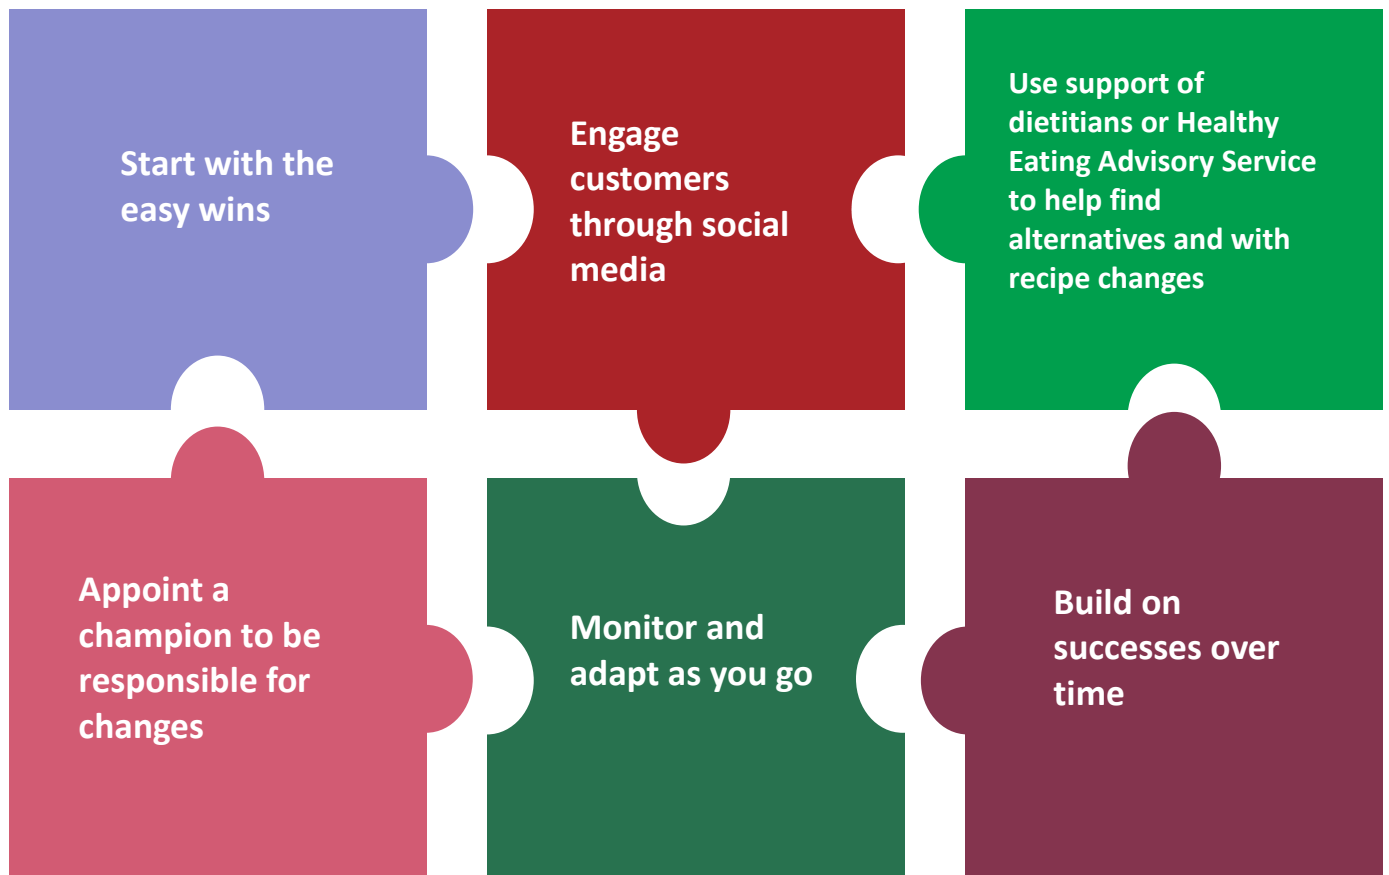 Start with the
easy wins
Engage
customers
through social
media
Use support of
dietitians or Healthy
Eating Advisory Service
to help find
alternatives and with
recipe changes
Appoint a
champion to be
responsible for
changes
Monitor and
adapt as you go
Build on
successes over
time